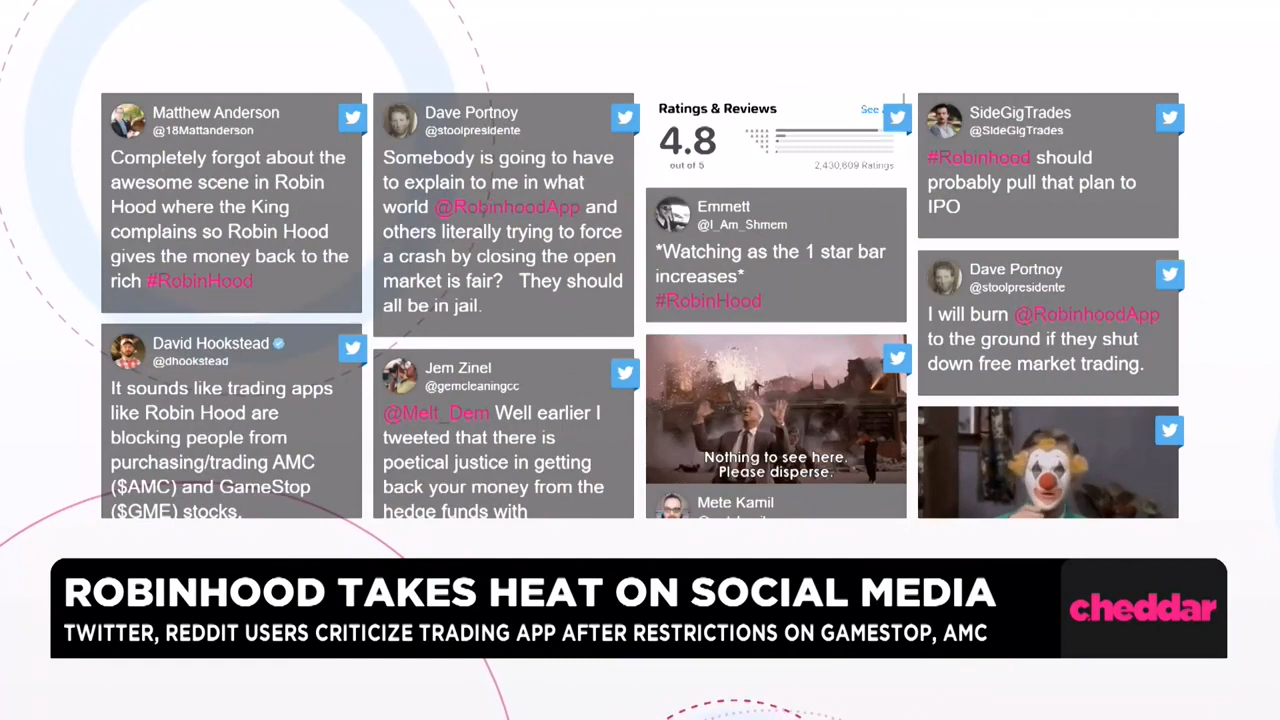 Matthew Anderson
@18Mattanderson
Completely forgot about the
awesome scene in Robin
Hood where the King
complains so Robin Hood
gives the money back to the
rich #RobinHood
David Hookstead
@dhookstead
It sounds like trading apps
like Robin Hood are
blocking people from
purchasing/trading AMC
($AMC) and GameStop
($GME) stocks.
Dave Portnoy
@stoolpresidente
Somebody is going to have
to explain to me in what
world @RobinhoodApp and
others literally trying to force
a crash by closing the open
market is fair? They should
all be in jail.
Jem Zinel
@gemcleaningcc
@Melt_Dem Well earlier I
tweeted that there is
poetical justice in getting
back your money from the
hedge funds with
Ratings & Reviews
See
4.8
out of 5
2,430,609 Ratings
Emmett
@I_Am_Shmem
*Watching as the 1 star bar
increases*
#RobinHood
Nothing to see here.
Please disperse.
Mete Kamil
SideGigTrades
@SideGigTrades
#Robinhood should
probably pull that plan to
IPO
Dave Portnoy
@stoolpresidente
I will burn @RobinhoodApp
to the ground if they shut
down free market trading.
ROBINHOOD TAKES HEAT ON SOCIAL MEDIA
TWITTER, REDDIT USERS CRITICIZE TRADING APP AFTER RESTRICTIONS ON GAMESTOP, AMC
cheddar